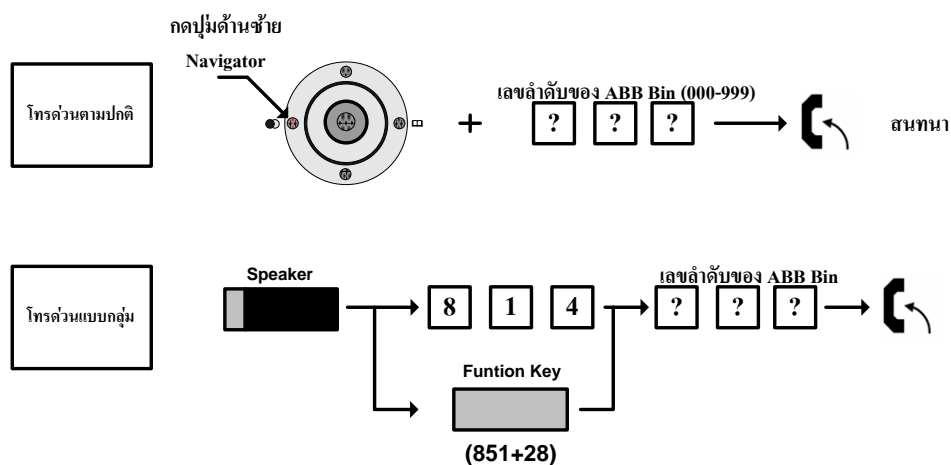 กดปุ่มด้านซ้าย
Navigator
โทรด่วนตามปกติ
+
เลขลำดับของ ABB Bin (000-999)
? ? ?
สนทนา
โทรด่วนแบบกลุ่ม
Speaker
8 1 4
เลขลำดับของ ABB Bin
? ? ?
Funtion Key
(851+28)